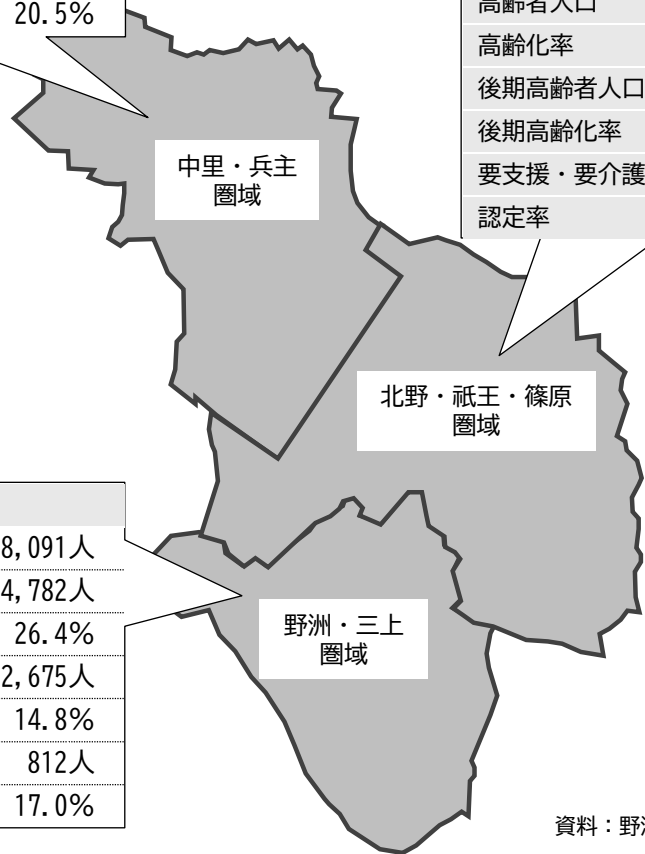 20.5%
高齢者人口
高齢化率
後期高齢者人口
後期高齢化率
要支援・要介護
認定率
中里・兵主
圏域
北野・祇王・篠原
圏域
8,091人
4,782人
26.4%
2,675人
14.8%
812人
17.0%
野洲・三上
圏域
資料：野洲